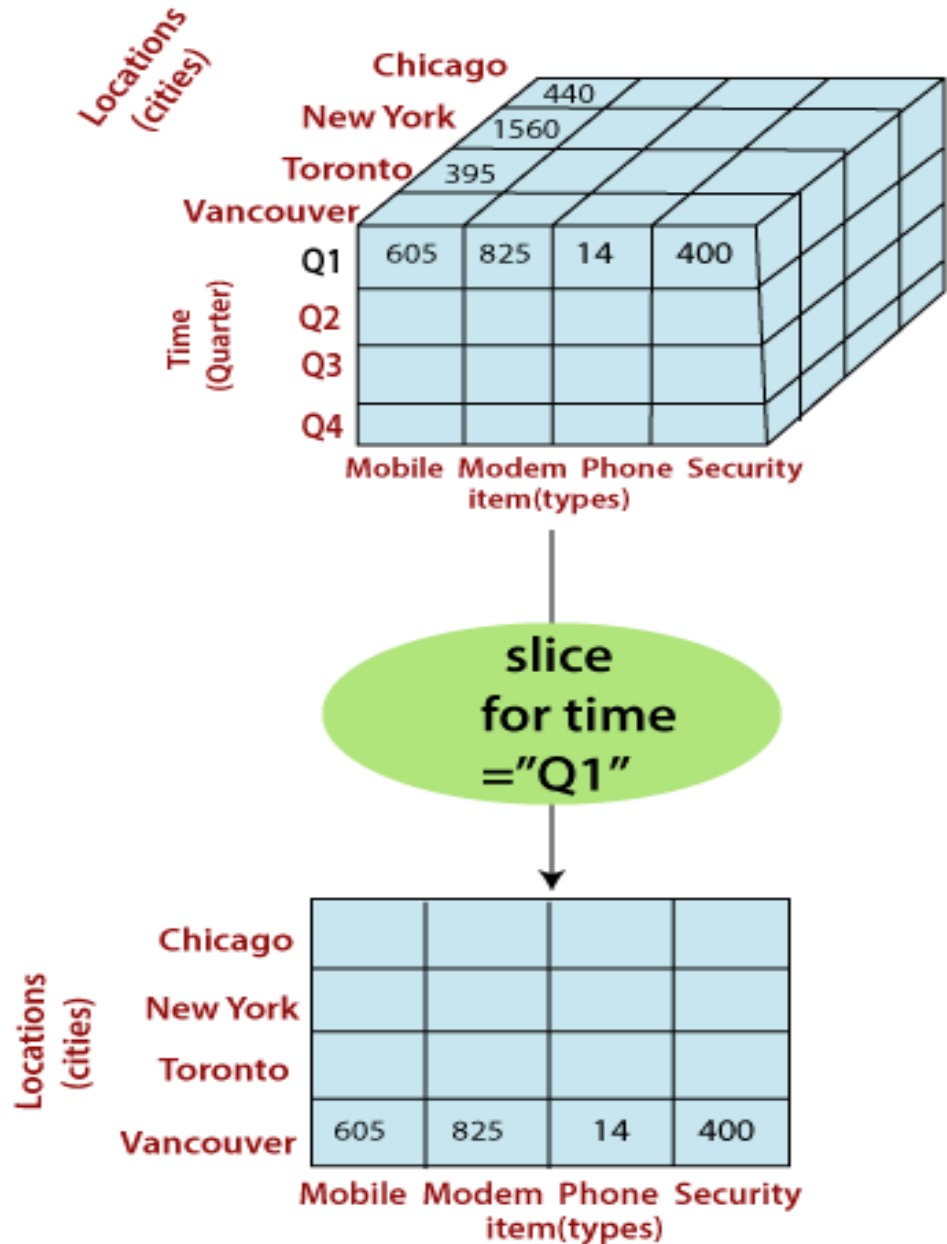 Locations
(cities)
Chicago
440
New York
1560
Toronto
395
Vancouver
Q1 605 825 14 400
Time
(Quarter)
Q2
Q3
Q4
Mobile Modem Phone Security
item(types)
slice
for time
=”Q1”
Locations
(cities)
Chicago
New York
Toronto
Vancouver 605 825 14 400
Mobile Modem Phone Security
item(types)